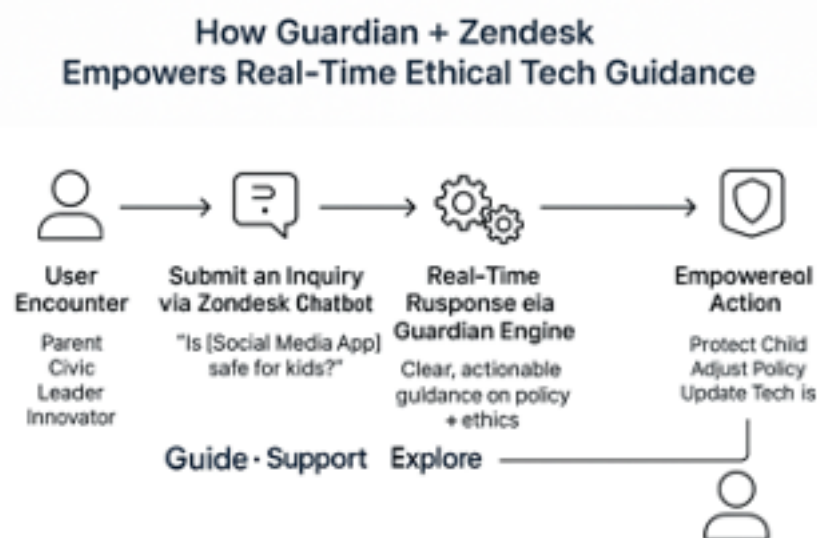 How Guardian + Zendesk
Empowers Real-Time Ethical Tech Guidance
User
Encounter
Parent
Civic
Leader
Innovator
Submit an Inquiry
via Zondesk Chatbot
"Is [Social Media App]
safe for kids?"
Real-Time
Rusponse eia
Guardian Engine
Clear, actionable
guldance on policy
+ ethics
Empowereol
Action
Protect Child
Adjust Policy
Update Tech is
Guide · Support Explore